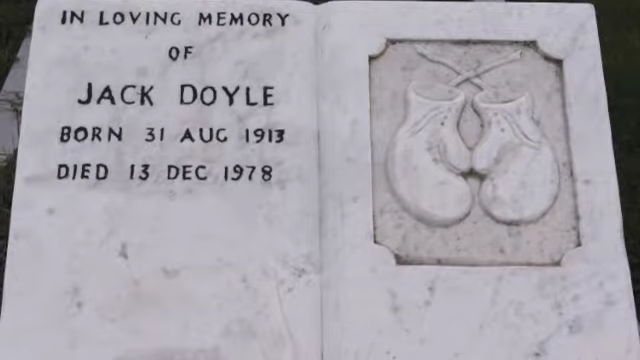 IN LOVING MEMORY
OF
JACK DOYLE
BORN 31 AUG 1913
DIED 13 DEC 1978